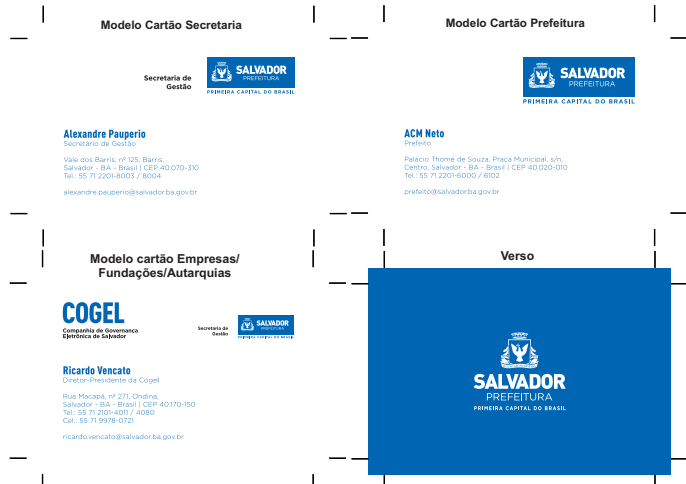 Modelo Cartão Secretaria
Secretaria de
Gestão
SALVADOR
PREFEITURA
PRIMEIRA CAPITAL DO BRASIL
Alexandre Pauperio
Secretário de Gestão
Vale dos Barris, nº 125, Barris,
Salvador - BA - Brasil | CEP 40.070-310
Tel.: 55 71 2201-8003 / 8004
alexandre.pauperio@salvador.ba.gov.br
Modelo Cartão Prefeitura
SALVADOR
PREFEITURA
PRIMEIRA CAPITAL DO BRASIL
ACM Neto
Prefeito
Palácio Thomé de Souza, Praça Municipal, s/n,
Centro, Salvador - BA - Brasil | CEP 40.020-010
Tel.: 55 71 2201-6000 / 6102
prefeito@salvador.ba.gov.br
Modelo cartão Empresas/
Fundações/Autarquias
COGEL
Companhia de Governança
Eletrônica de Salvador
Secretaria de
Gestão
SALVADOR
PREFEITURA
PRIMEIRA CAPITAL DO BRASIL
Ricardo Vencato
Diretor-Presidente da Cogell
Rua Macapá, nº 271, Ondina,
Salvador - BA - Brasil | CEP 40.170-150
Tel.: 55 71 2101-4011 / 4080
Cel.: 55 71 9978-0721
ricardo.vencato@salvador.ba.gov.br
Verso
SALVADOR
PREFEITURA
PRIMEIRA CAPITAL DO BRASIL